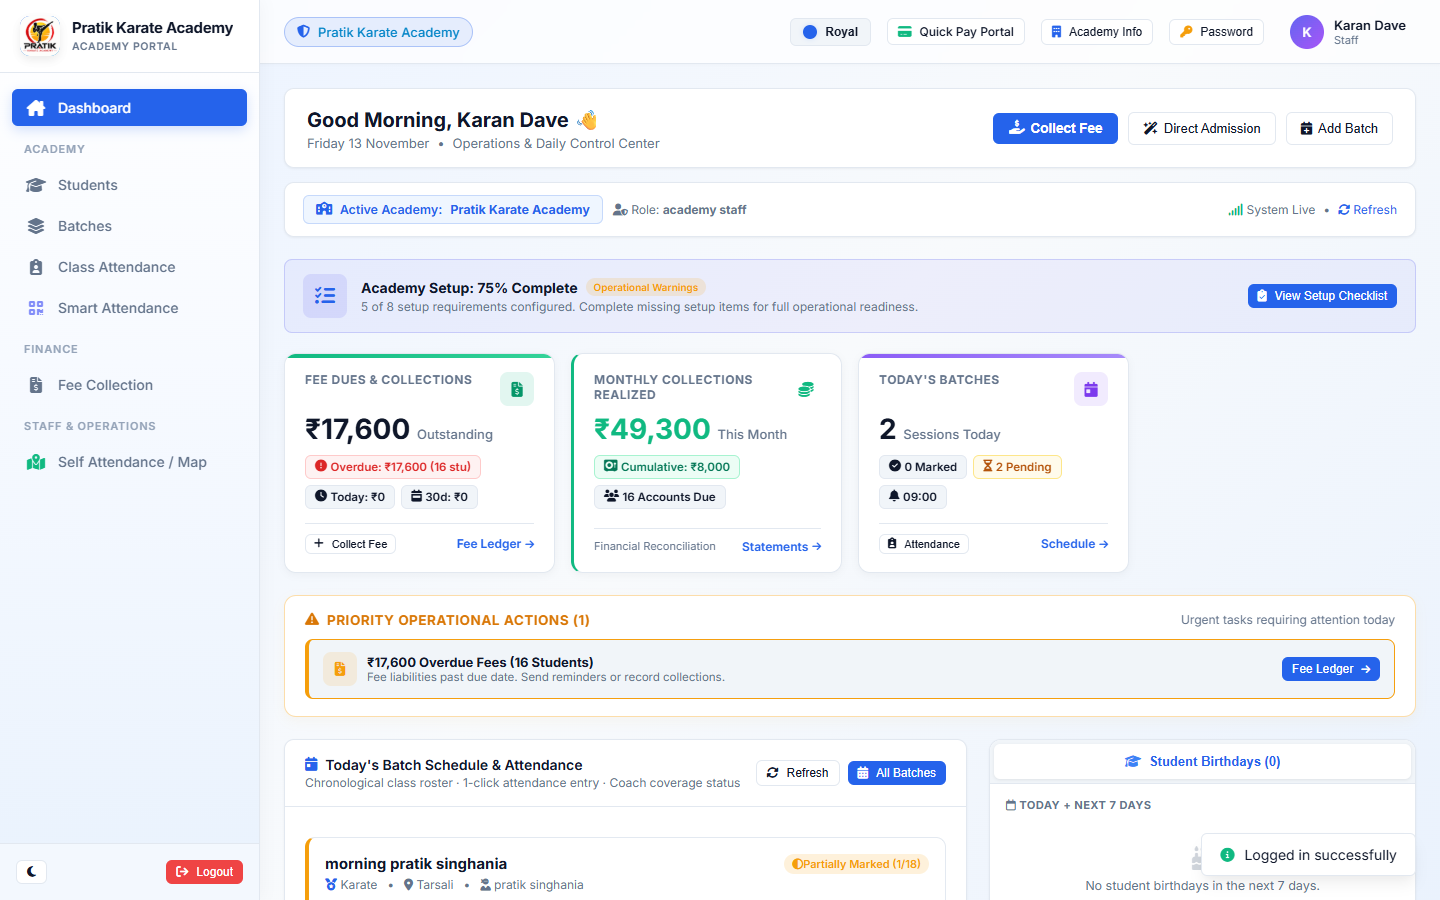 PRATIK
Pratik Karate Academy
ACADEMY PORTAL
Dashboard
ACADEMY
Students
Batches
Class Attendance
Smart Attendance
FINANCE
Fee Collection
STAFF & OPERATIONS
Self Attendance / Map
Logout
Pratik Karate Academy
Royal
Quick Pay Portal
Academy Info
Password
K
Karan Dave
Staff
Good Morning, Karan Dave 👋
Friday 13 November • Operations & Daily Control Center
Collect Fee
Direct Admission
Add Batch
Active Academy: Pratik Karate Academy
Role: academy staff
System Live • Refresh
Academy Setup: 75% Complete Operational Warnings
5 of 8 setup requirements configured. Complete missing setup items for full operational readiness.
View Setup Checklist
FEE DUES & COLLECTIONS
₹17,600 Outstanding
Overdue: ₹17,600 (16 stu)
Today: ₹0 30d: ₹0
Collect Fee Fee Ledger →
MONTHLY COLLECTIONS
REALIZED
₹49,300 This Month
Cumulative: ₹8,000
16 Accounts Due
Financial Reconciliation Statements →
TODAY'S BATCHES
2 Sessions Today
0 Marked 2 Pending
09:00
Attendance Schedule →
PRIORITY OPERATIONAL ACTIONS (1)
Urgent tasks requiring attention today
₹17,600 Overdue Fees (16 Students)
Fee liabilities past due date. Send reminders or record collections.
Fee Ledger →
Today's Batch Schedule & Attendance
Chronological class roster · 1-click attendance entry · Coach coverage status
Refresh
All Batches
morning pratik singhania
Partially Marked (1/18)
Karate • Tarsali • pratik singhania
Student Birthdays (0)
TODAY + NEXT 7 DAYS
Logged in successfully
No student birthdays in the next 7 days.